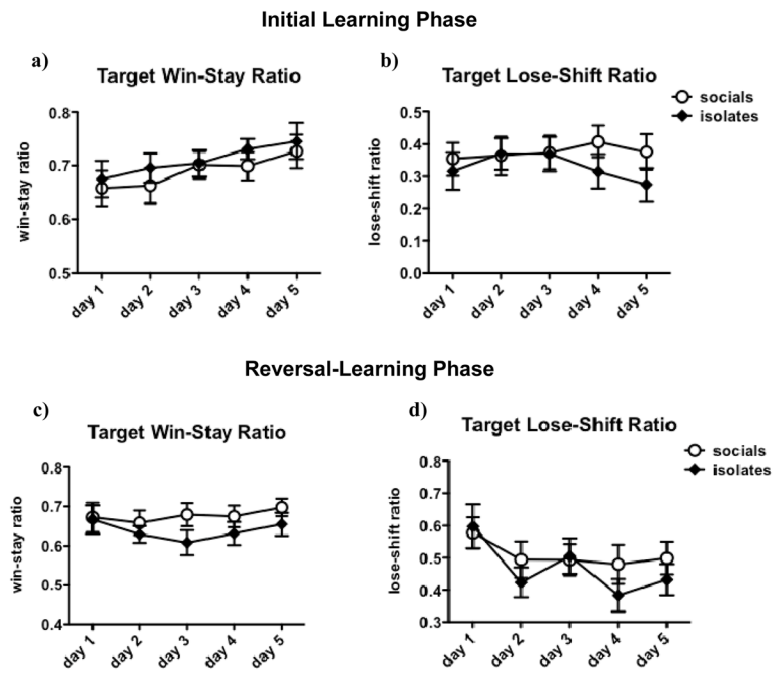 Initial Learning Phase
a)
Target Win-Stay Ratio
win-stay ratio
0.8
0.7
0.6
0.5
day 1
day 2
day 3
day 4
day 5
b)
Target Lose-Shift Ratio
lose-shift ratio
0.5
0.4
0.3
0.2
0.1
0.0
day 1
day 2
day 3
day 4
day 5
socials
isolates
Reversal-Learning Phase
c)
Target Win-Stay Ratio
win-stay ratio
0.8
0.7
0.6
0.5
0.4
day 1
day 2
day 3
day 4
day 5
d)
Target Lose-Shift Ratio
lose-shift ratio
0.8
0.7
0.6
0.5
0.4
0.3
day 1
day 2
day 3
day 4
day 5
socials
isolates